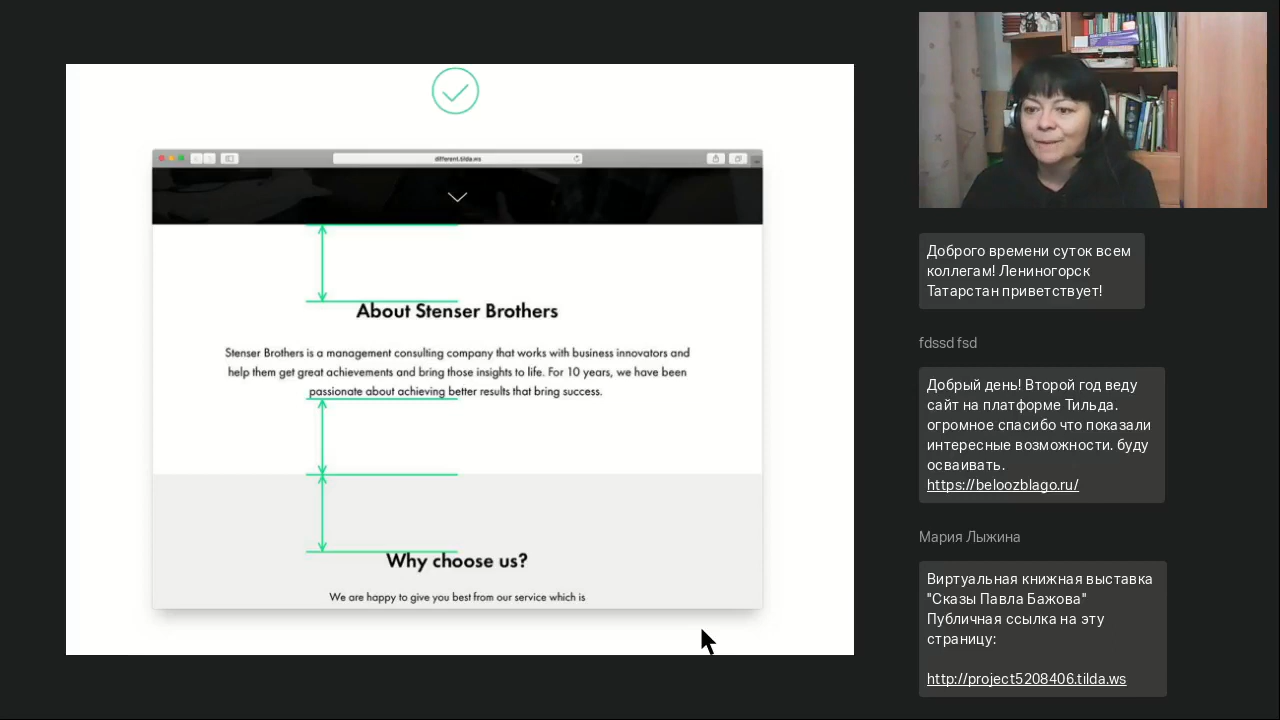 different.tilda.ws
About Stenser Brothers
Stenser Brothers is a management consulting company that works with business innovators and
help them get great achievements and bring those insights to life. For 10 years, we have been
passionate about achieving better results that bring success.
Why choose us?
We are happy to give you best from our service which is
Доброго времени суток всем
коллегам! Лениногорск
Татарстан приветствует!
fdssd fsd
Добрый день! Второй год веду
сайт на платформе Тильда.
огромное спасибо что показали
интересные возможности. буду
осваивать.
https://beloozblago.ru/
Мария Лыжина
Виртуальная книжная выставка
"Сказы Павла Бажова"
Публичная ссылка на эту
страницу:
http://project5208406.tilda.ws